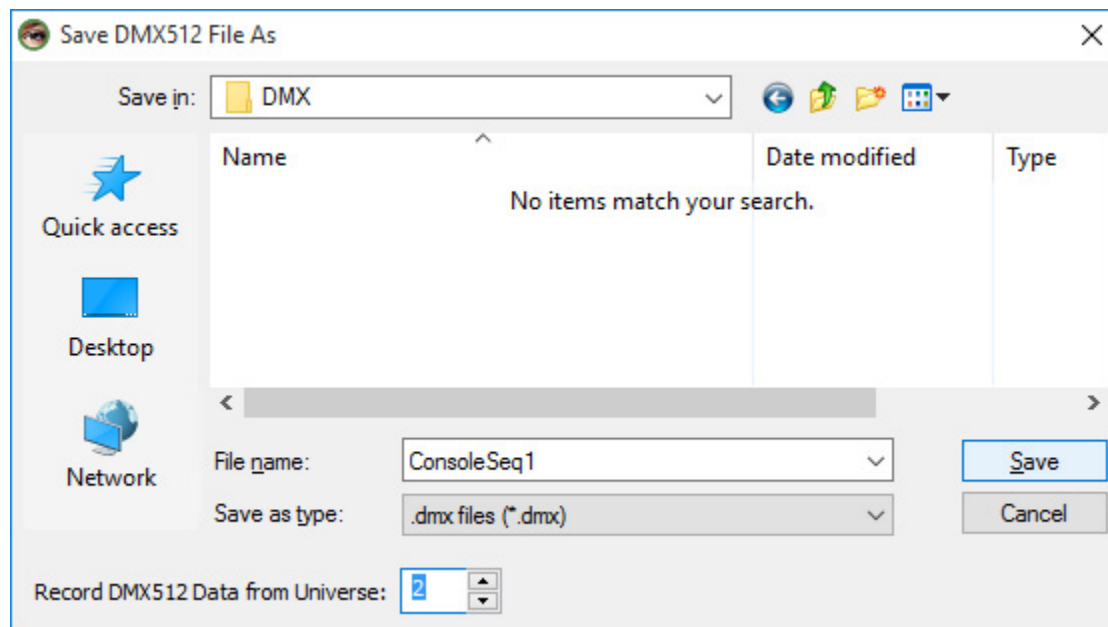 Save DMX512 File As
Save in: DMX
Name Date modified Type
No items match your search.
Quick access
Desktop
Network
File name: ConsoleSeq1 Save
Save as type: .dmx files (*.dmx) Cancel
Record DMX512 Data from Universe: 2